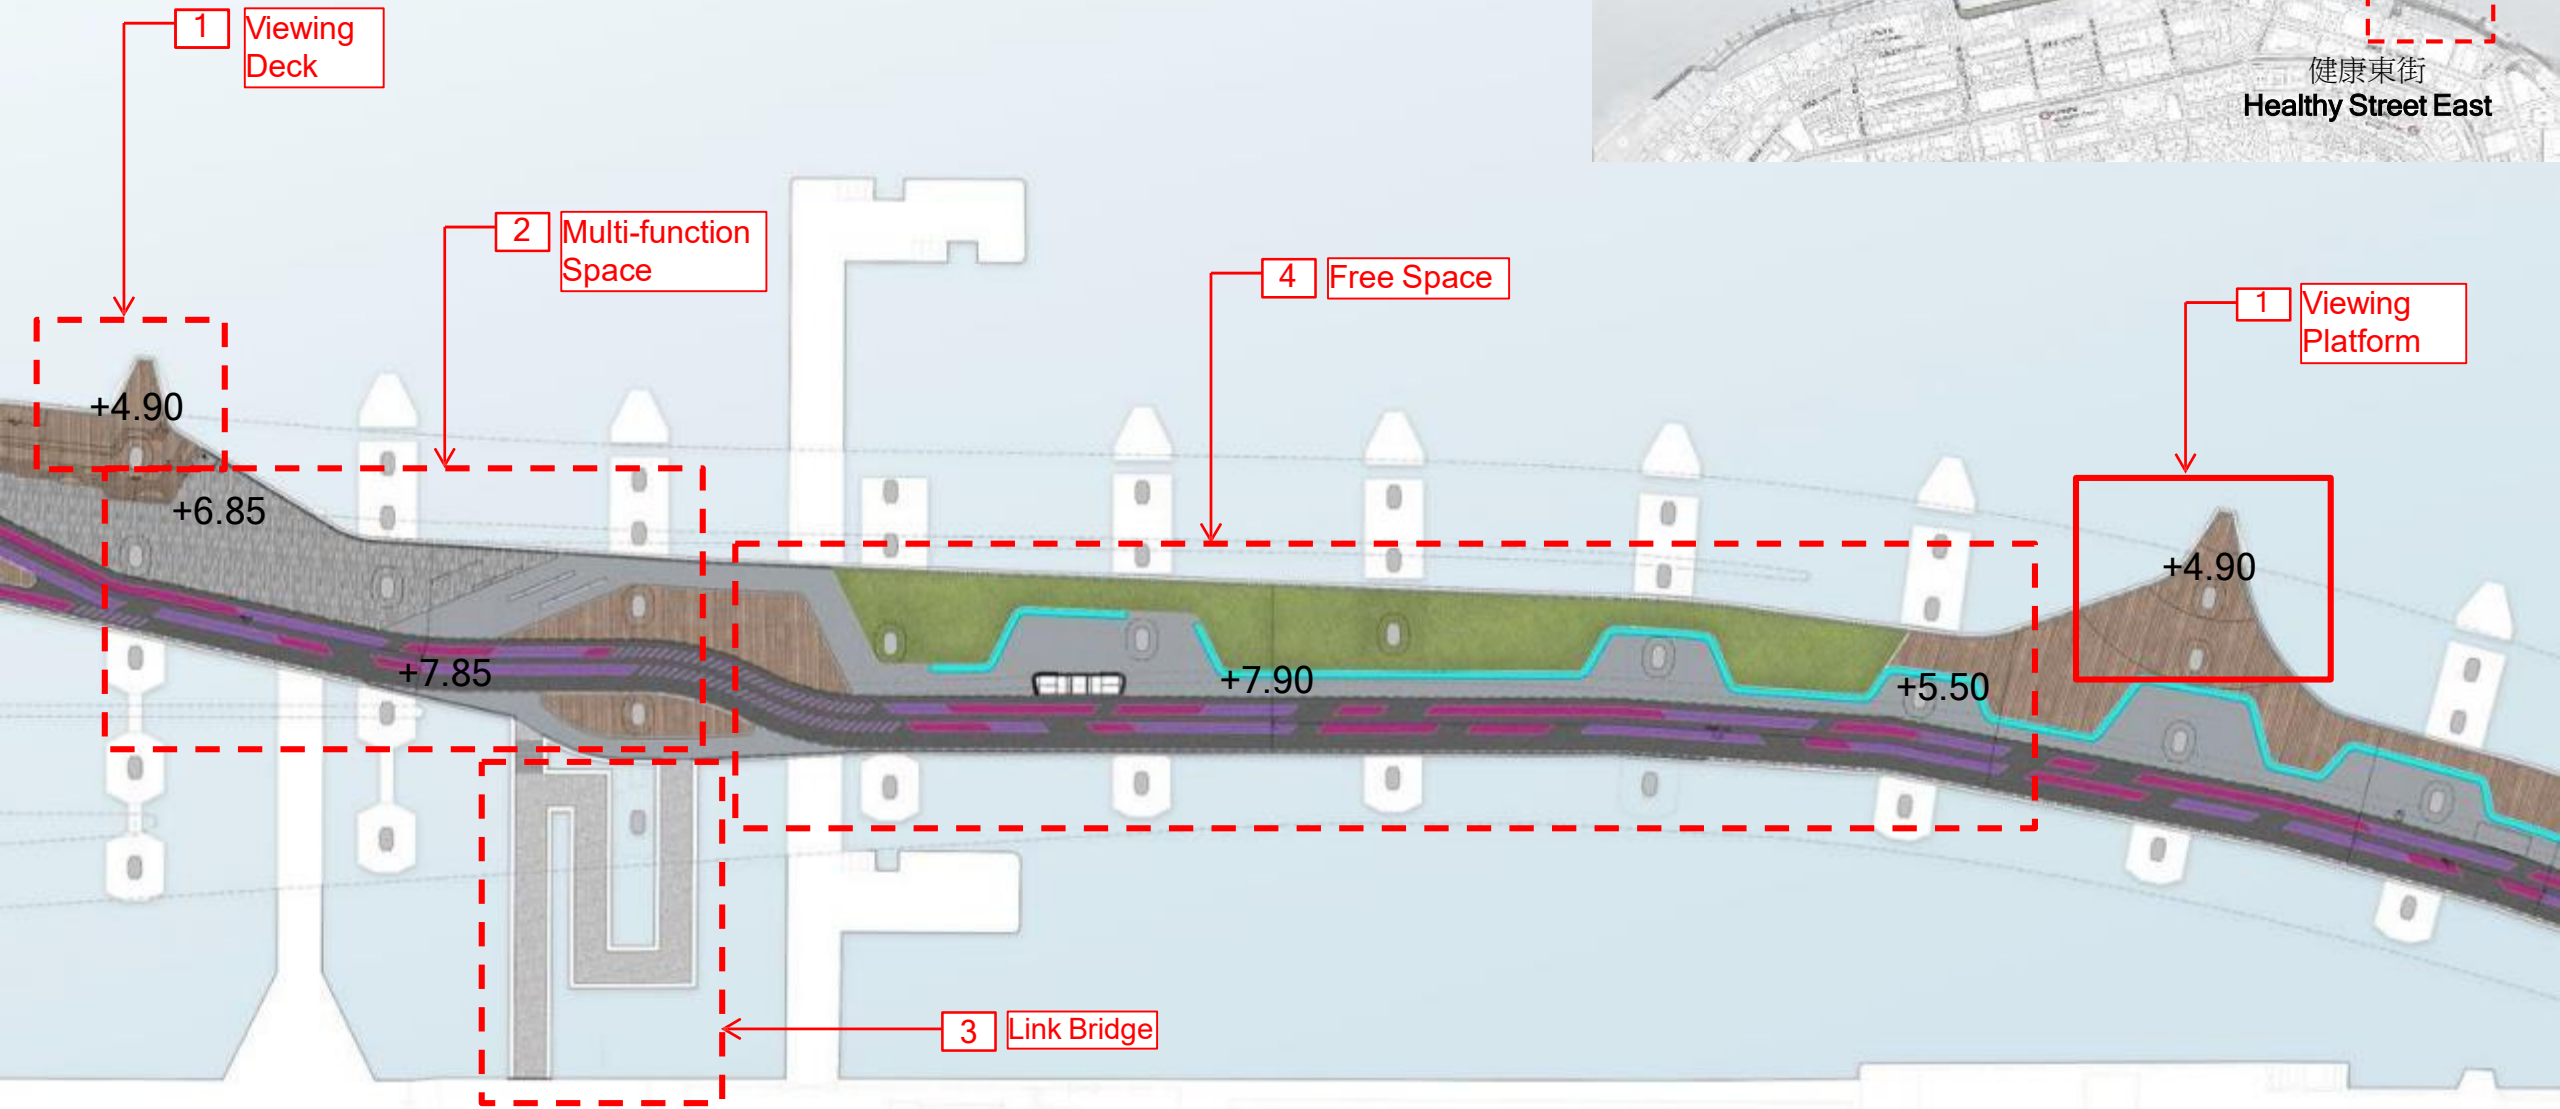 1
Viewing
Deck
健康東街
Healthy Street East
2
Multi-function
Space
4
Free Space
1
Viewing
Platform
+4.90
+6.85
+4.90
+7.85
+7.90
+5.50
3
Link Bridge